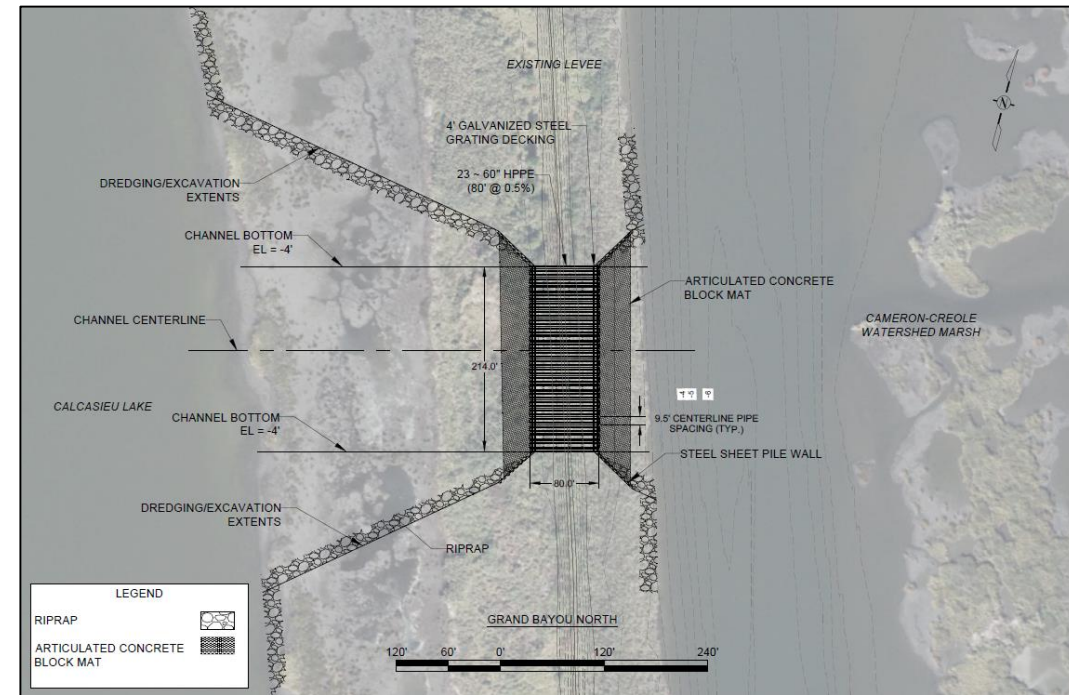 EXISTING LEVEE
N
4' GALVANIZED STEEL
GRATING DECKING
23 ~ 60" HPPE
(80' @ 0.5%)
DREDGING/EXCAVATION
EXTENTS
CHANNEL BOTTOM
EL = -4'
ARTICULATED CONCRETE
BLOCK MAT
CHANNEL CENTERLINE
CAMERON-CREOLE
WATERSHED MARSH
214.0'
CALCASIEU LAKE
-4 -5 -6
CHANNEL BOTTOM
EL = -4'
9.5' CENTERLINE PIPE
SPACING (TYP.)
STEEL SHEET PILE WALL
80.0'
DREDGING/EXCAVATION
EXTENTS
RIPRAP
LEGEND
RIPRAP
ARTICULATED CONCRETE
BLOCK MAT
GRAND BAYOU NORTH
120' 60' 0' 120' 240'